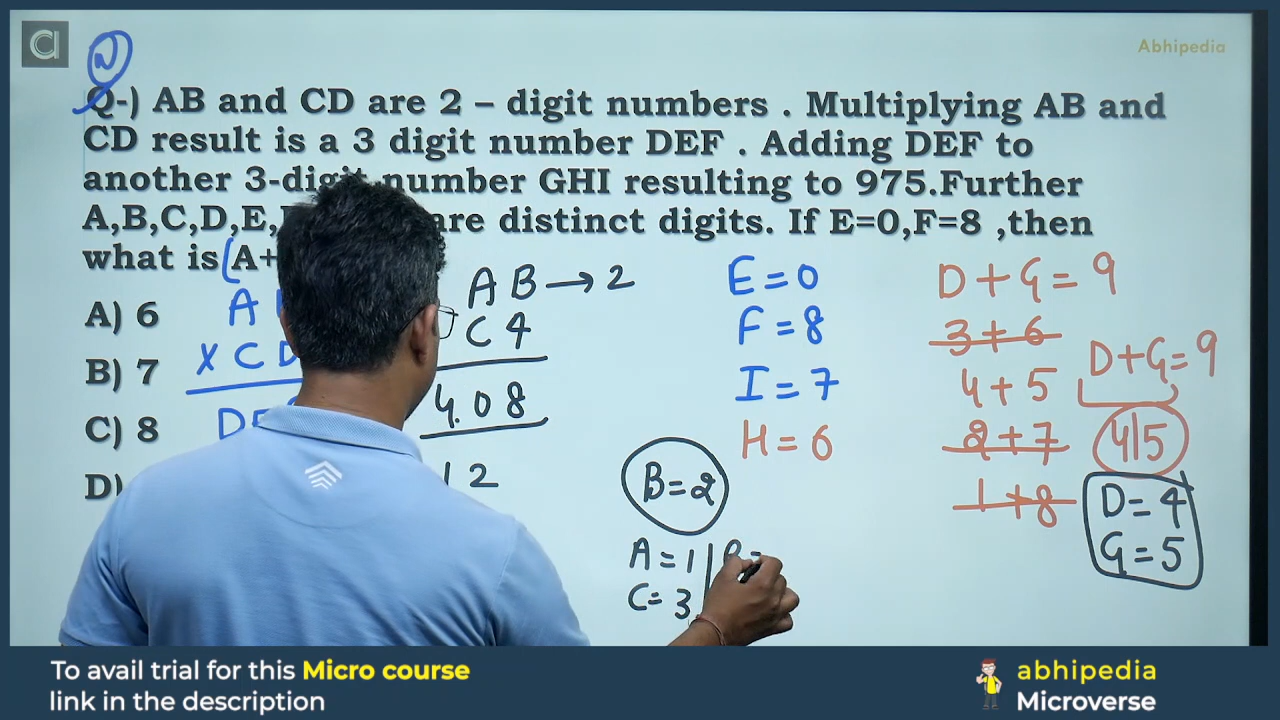 Abhipedia
Q-) AB and CD are 2 – digit numbers . Multiplying AB and
CD result is a 3 digit number DEF . Adding DEF to
another 3-digit number GHI resulting to 975.Further
A,B,C,D,E, are distinct digits. If E=0,F=8 ,then
what is (A+
A) 6
B) 7
C) 8
D)
A
X C D
DE
A B → 2
C 4
4 0 8
1 2
B=2
A = 1
C = 3
E = 0
F = 8
I = 7
H = 6
D + G = 9
3 + 6
4 + 5
2 + 7
1 + 8
D+G=9
4|5
D = 4
G = 5
To avail trial for this Micro course
link in the description
abhipedia
Microverse